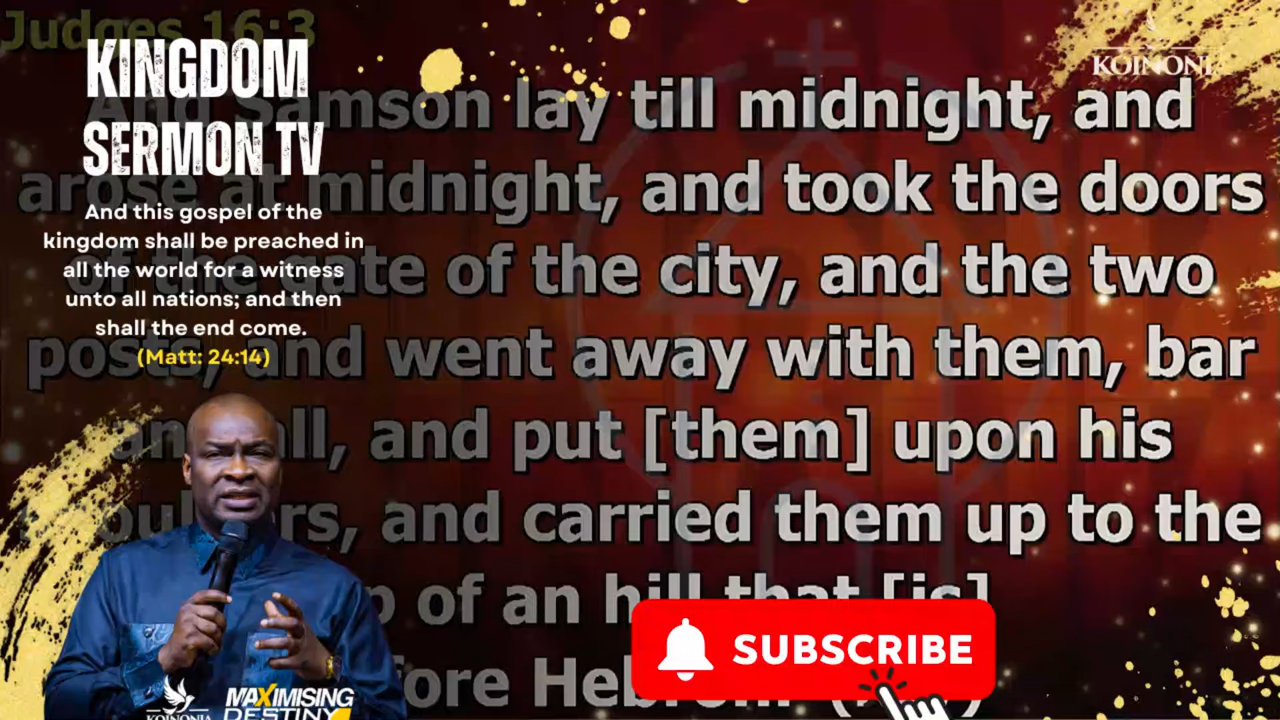 Judges 16:3
And Samson lay till midnight, and
arose at midnight, and took the doors
of the gate of the city, and the two
posts, and went away with them, bar
and all, and put [them] upon his
and carried them up to the
of an hill that [is]
KINGDOM
SERMON TV
And this gospel of the
kingdom shall be preached in
all the world for a witness
unto all nations; and then
shall the end come.
(Matt: 24:14)
KOINONIA
MAXIMISING
DESTINY
KOINONI
SUBSCRIBE